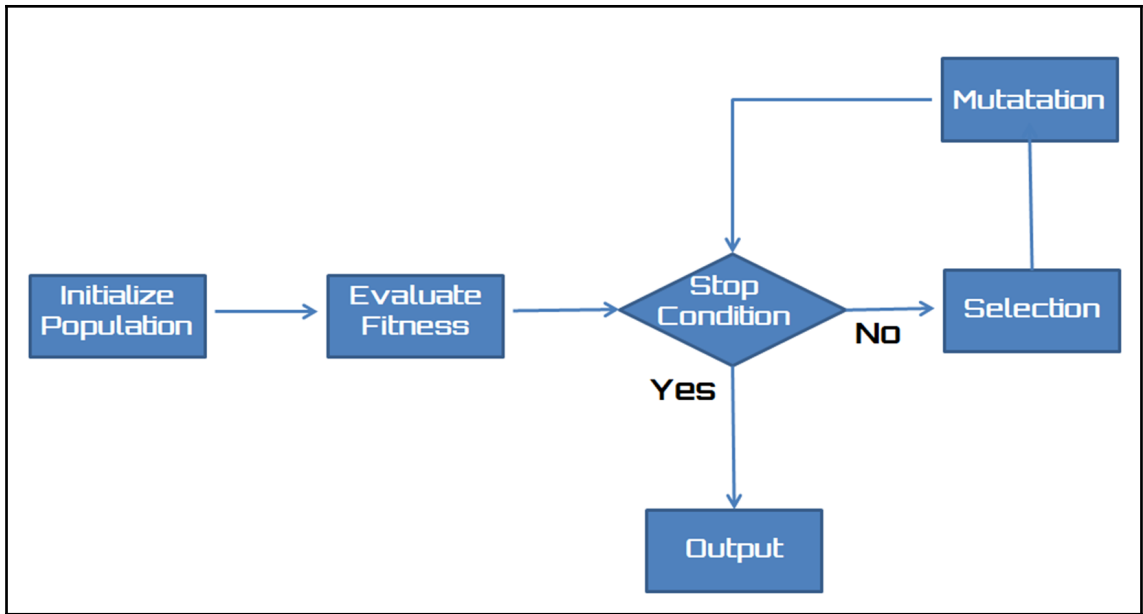 Mutatation
Initialize
Population
Evaluate
Fitness
Stop
Condition
No
Selection
Yes
Output